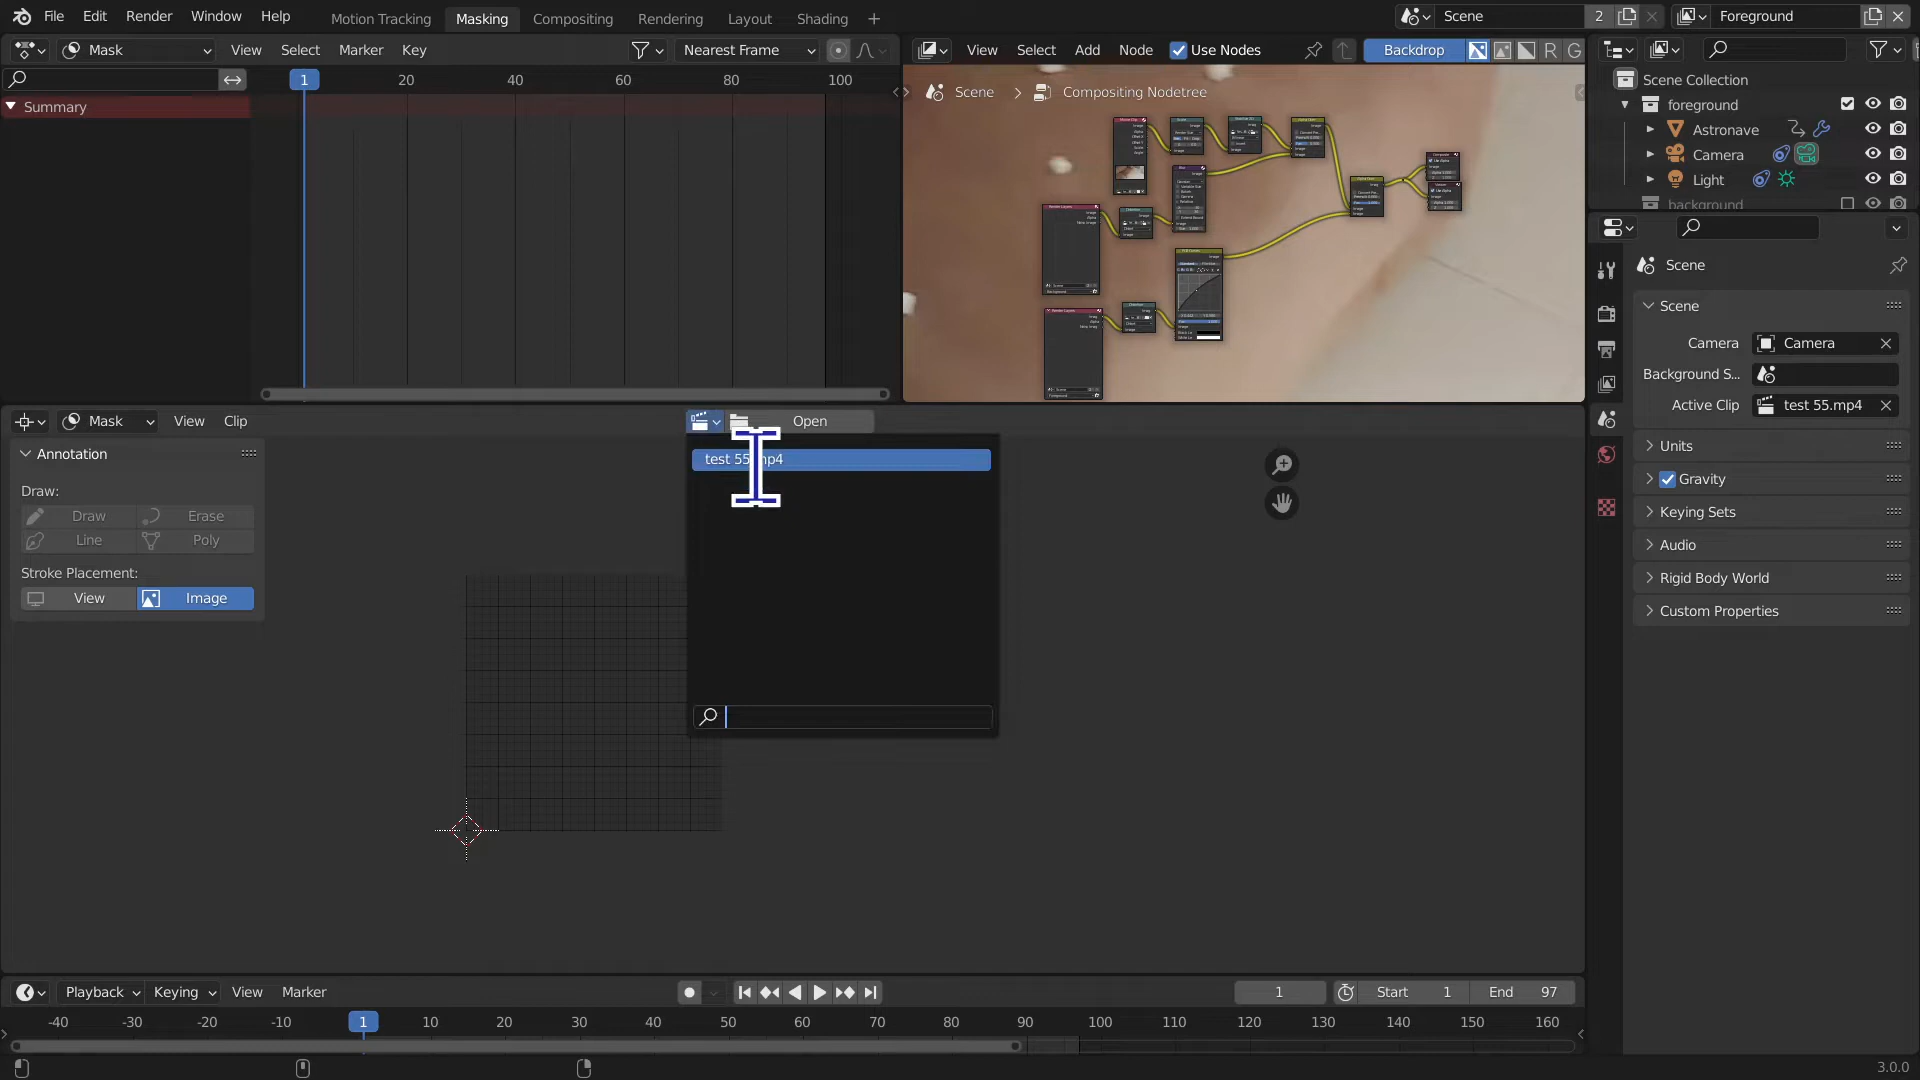 File Edit Render Window Help Motion Tracking Masking Compositing Rendering Layout Shading + Scene 2 Foreground
Mask View Select Marker Key Nearest Frame View Select Add Node Use Nodes Backdrop R G
1 20 40 60 80 100
Summary
Scene > Compositing Nodetree
Scene Collection
foreground
Astronave
Camera
Light
background
Scene
Scene
Camera Camera
Background S...
Active Clip test 55.mp4
Units
Gravity
Keying Sets
Audio
Rigid Body World
Custom Properties
Mask View Clip Open
Annotation
Draw:
Draw Erase
Line Poly
Stroke Placement:
View Image
test 55.mp4
Playback Keying View Marker 1 Start 1 End 97
-40 -30 -20 -10 1 10 20 30 40 50 60 70 80 90 100 110 120 130 140 150 160
3.0.0